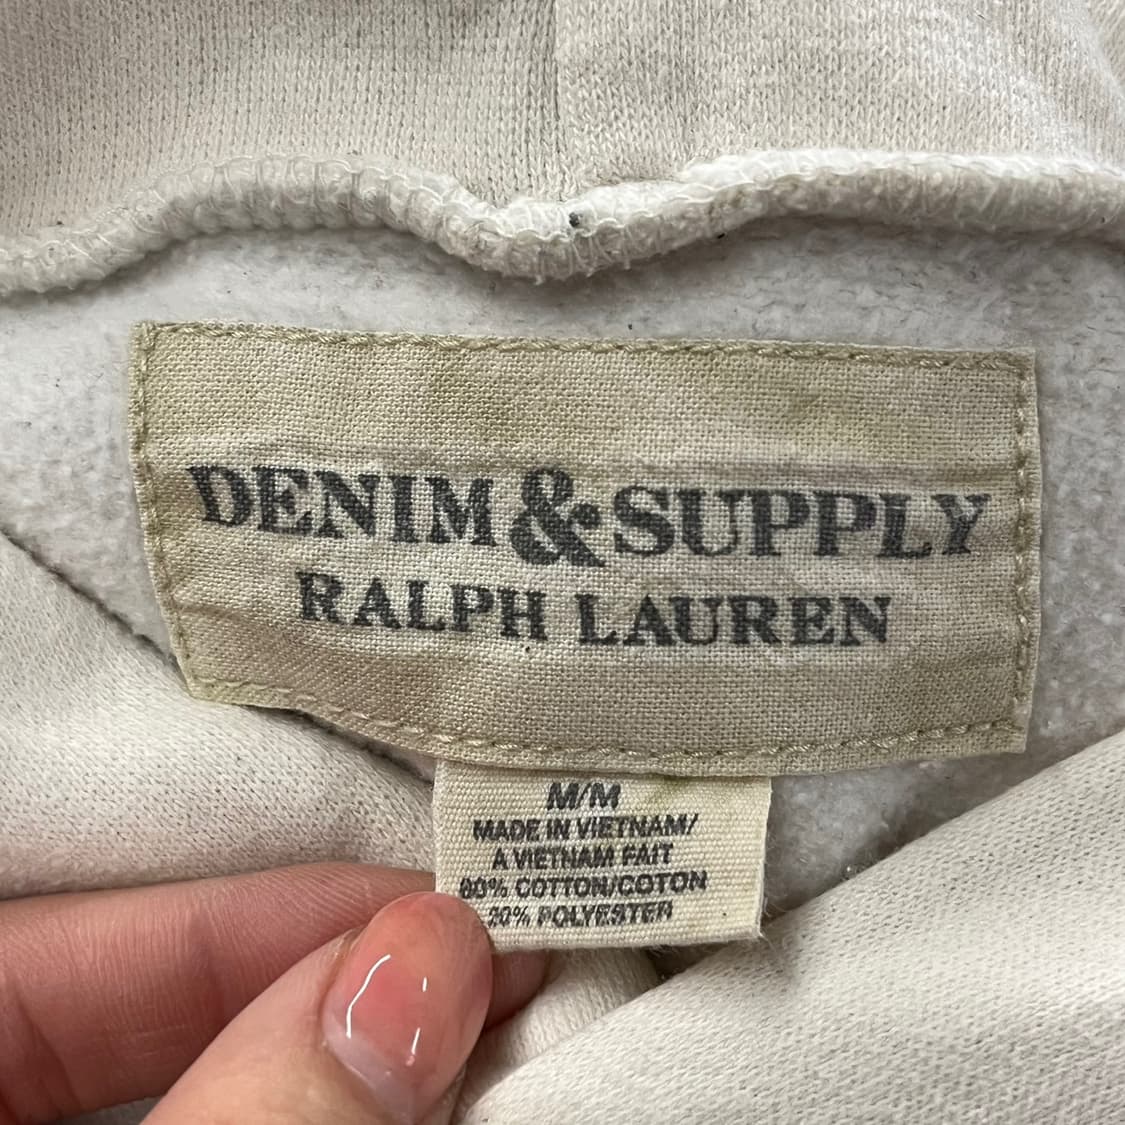 DENIM & SUPPLY
RALPH LAUREN
M/M
MADE IN VIETNAM/
A VIETNAM FAIT
80% COTTON/COTON
20% POLYESTER